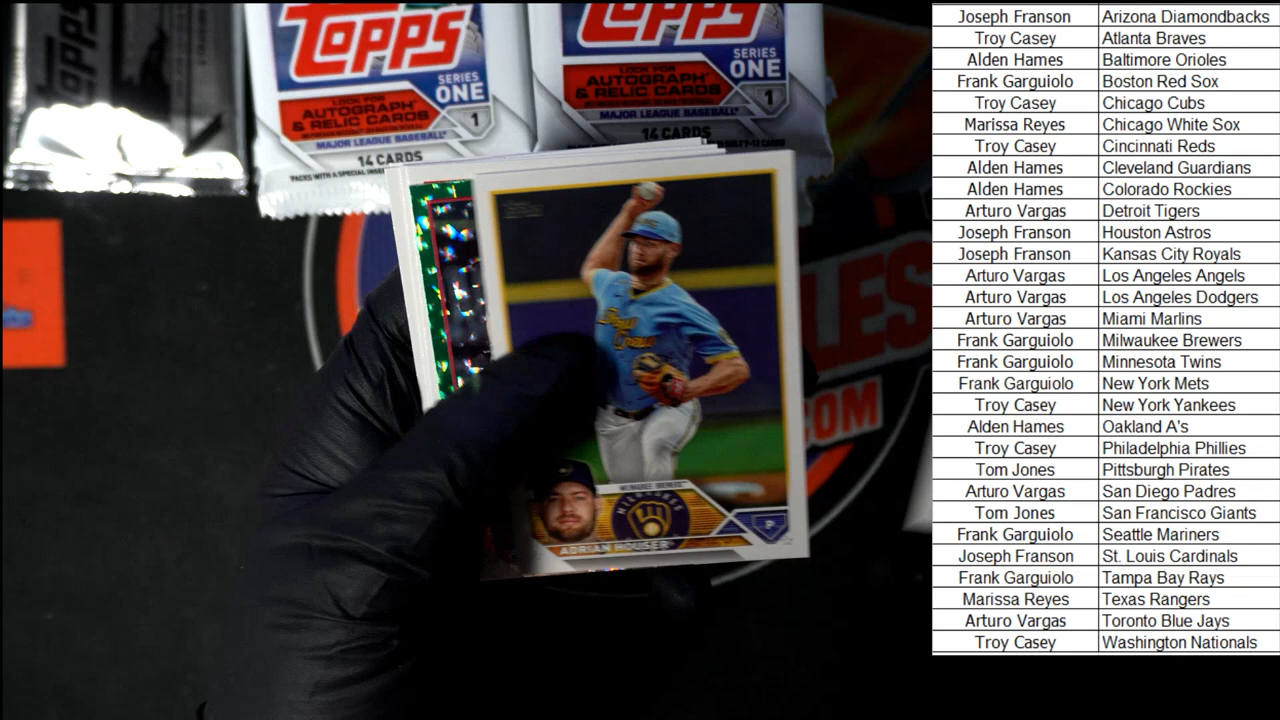 TOPPS
SERIES
ONE
1
LOOK FOR
AUTOGRAPH
& RELIC CARDS
MAJOR LEAGUE BASEBALL
14 CARDS
PACKS WITH A SPECIAL
TOPPS
SERIES
ONE
1
LOOK FOR
AUTOGRAPH
& RELIC CARDS
MAJOR LEAGUE BASEBALL
14 CARDS
LES
.COM
MILWAUKEE BREWERS
MILWAUKEE
P
ADRIAN HOUSER
Joseph Franson Arizona Diamondbacks
Troy Casey Atlanta Braves
Alden Hames Baltimore Orioles
Frank Garguiolo Boston Red Sox
Troy Casey Chicago Cubs
Marissa Reyes Chicago White Sox
Troy Casey Cincinnati Reds
Alden Hames Cleveland Guardians
Alden Hames Colorado Rockies
Arturo Vargas Detroit Tigers
Joseph Franson Houston Astros
Joseph Franson Kansas City Royals
Arturo Vargas Los Angeles Angels
Arturo Vargas Los Angeles Dodgers
Arturo Vargas Miami Marlins
Frank Garguiolo Milwaukee Brewers
Frank Garguiolo Minnesota Twins
Frank Garguiolo New York Mets
Troy Casey New York Yankees
Alden Hames Oakland A's
Troy Casey Philadelphia Phillies
Tom Jones Pittsburgh Pirates
Arturo Vargas San Diego Padres
Tom Jones San Francisco Giants
Frank Garguiolo Seattle Mariners
Joseph Franson St. Louis Cardinals
Frank Garguiolo Tampa Bay Rays
Marissa Reyes Texas Rangers
Arturo Vargas Toronto Blue Jays
Troy Casey Washington Nationals